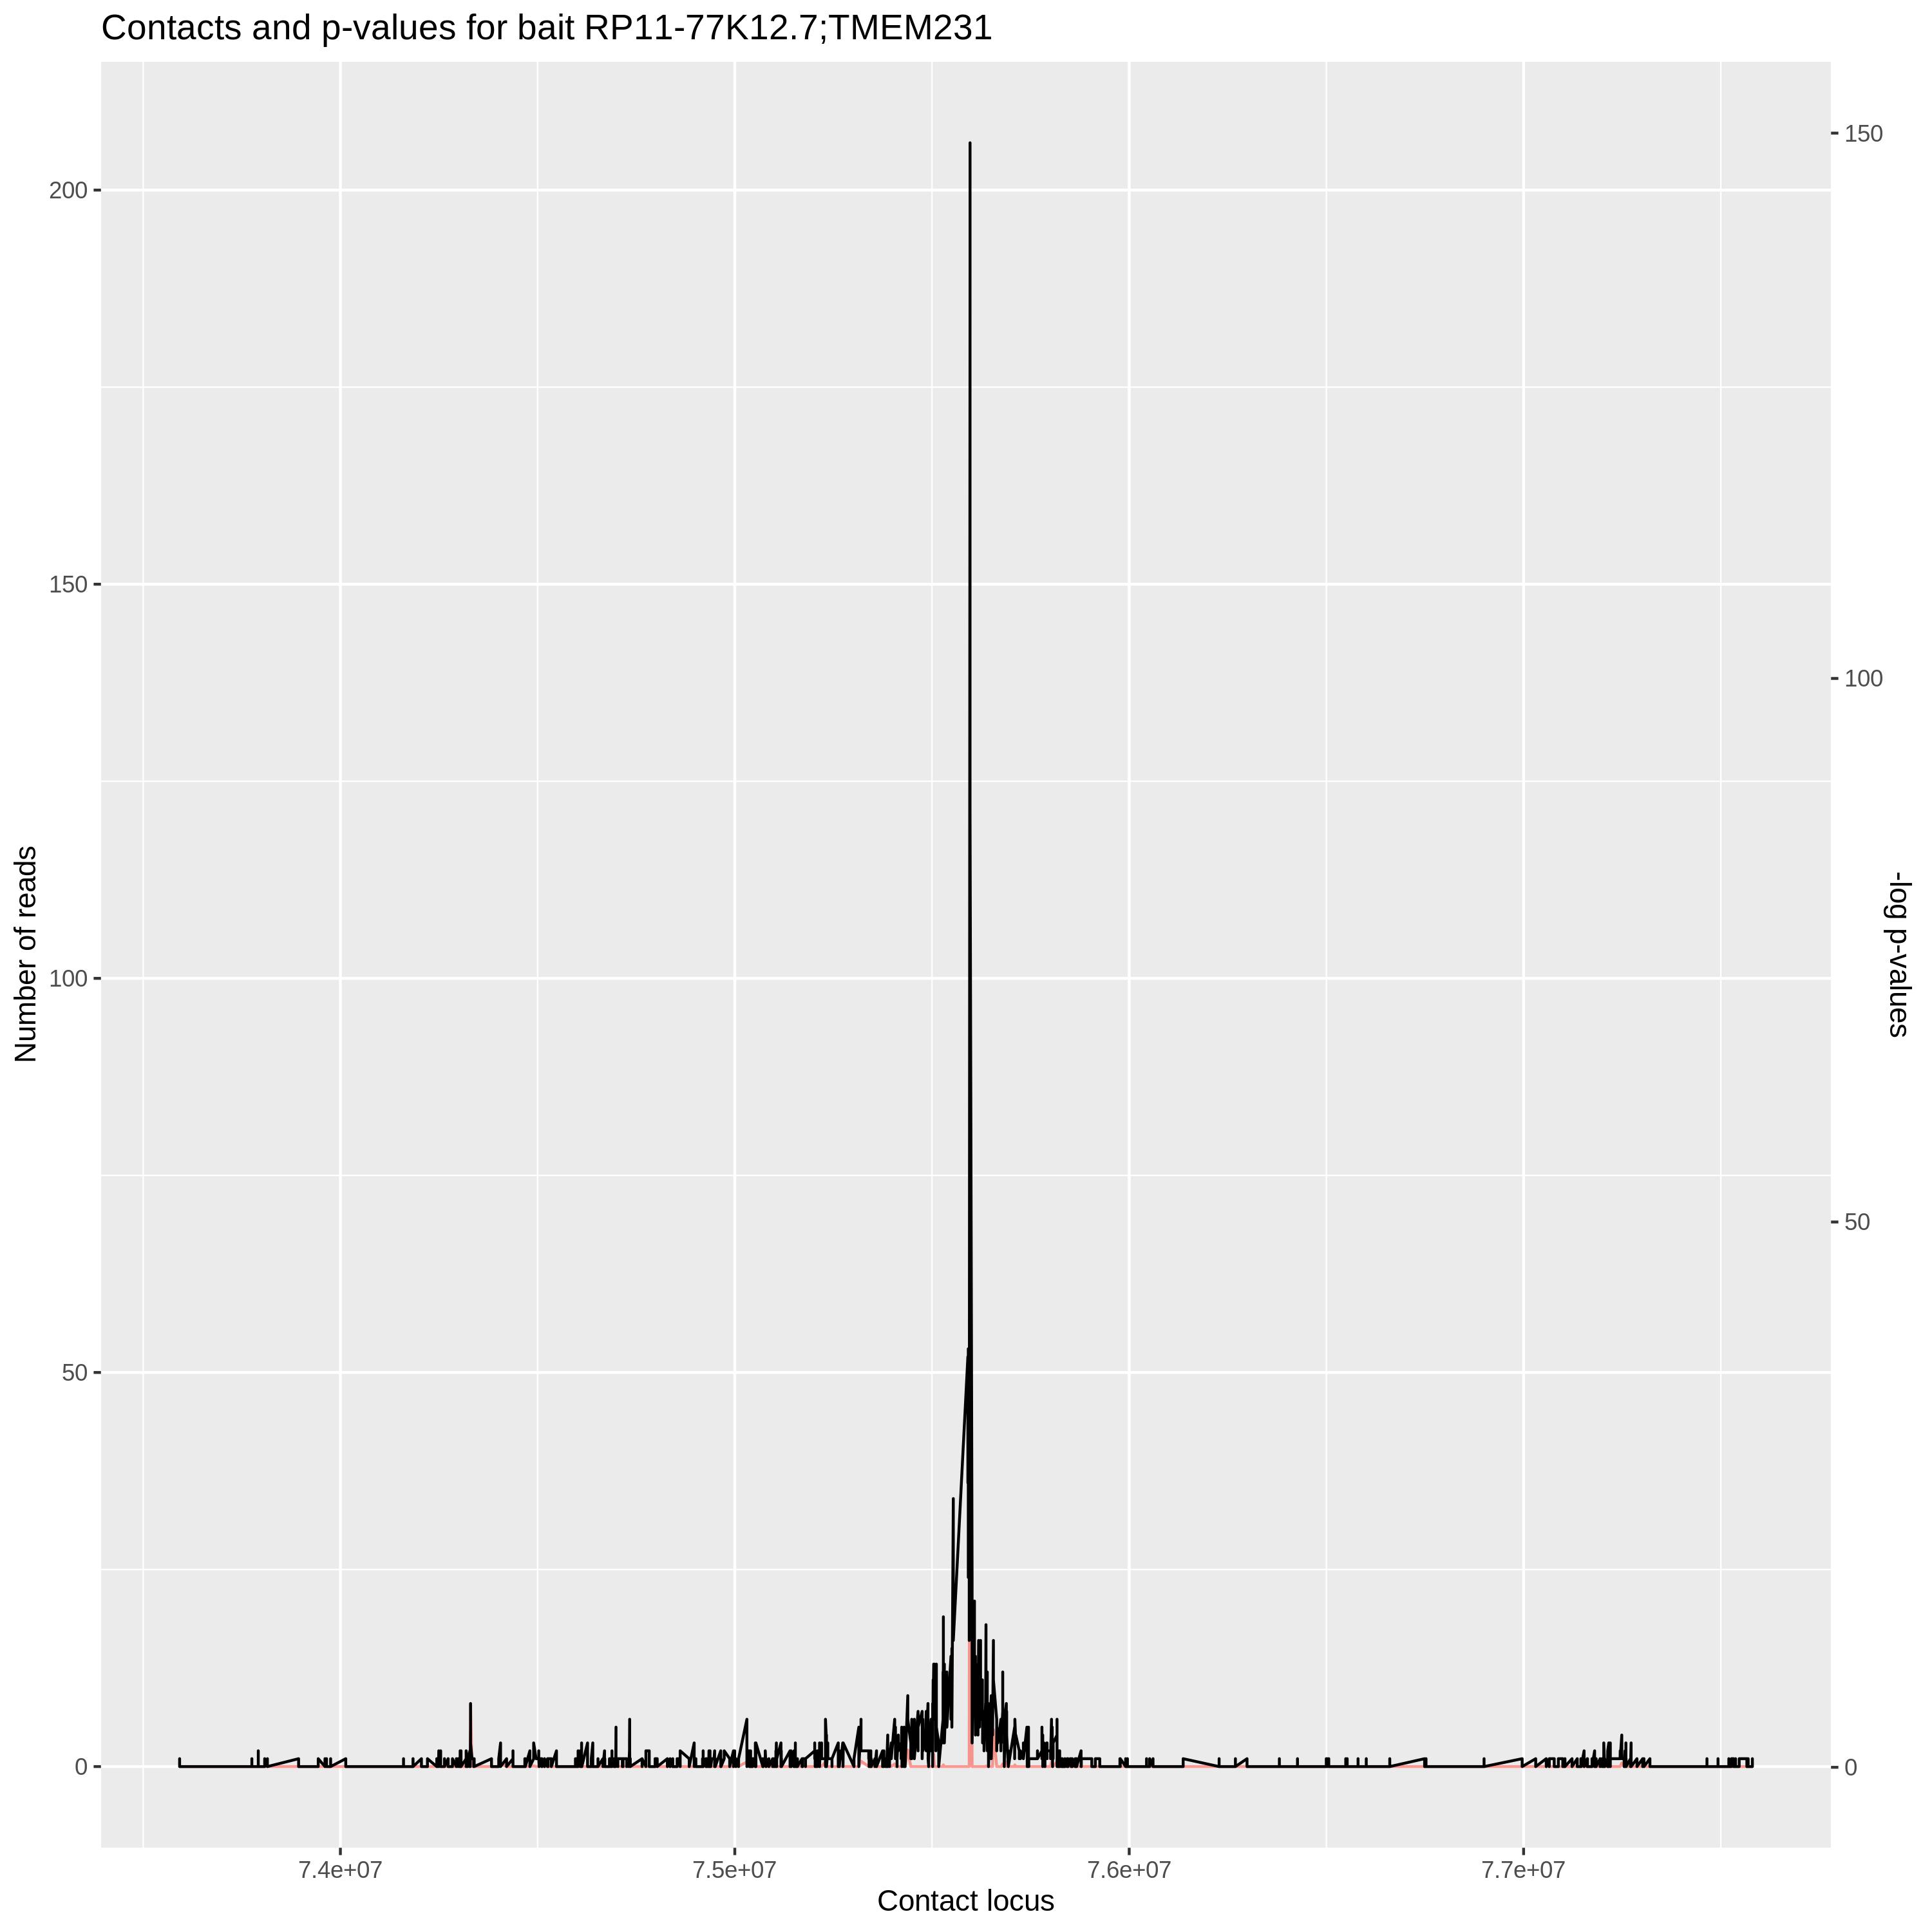 Contacts and p-values for bait RP11-77K12.7;TMEM231
Number of reads
200
150
100
50
0
150
100
50
0
-log p-values
7.4e+07 7.5e+07 7.6e+07 7.7e+07
Contact locus